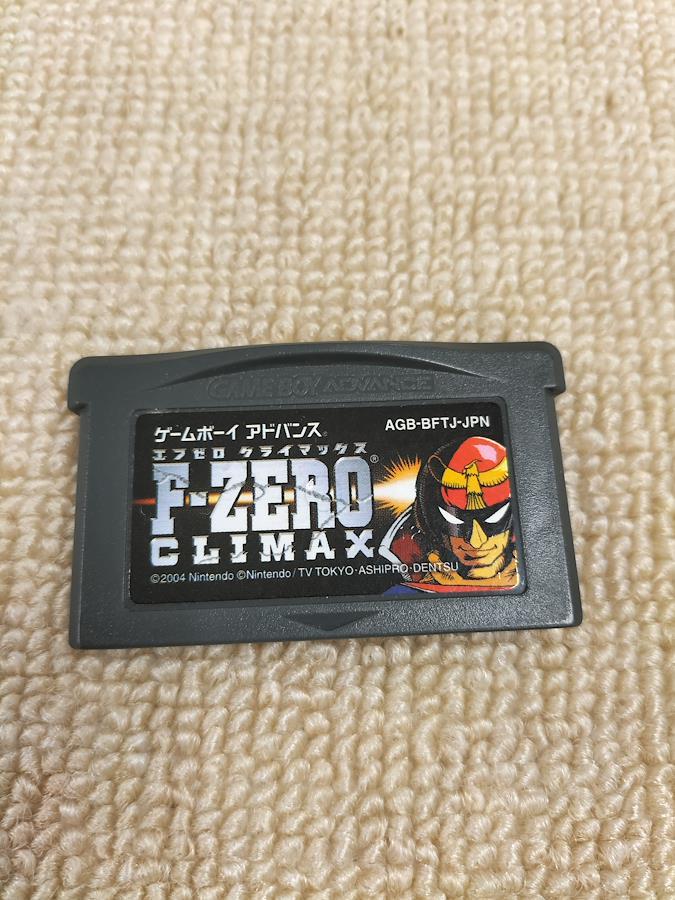 GAME BOY ADVANCE
ゲームボーイ アドバンス®
AGB-BFTJ-JPN
エフゼロ クライマックス
F-ZERO®
CLIMAX
©2004 Nintendo ©Nintendo/TV TOKYO·ASHIPRO·DENTSU